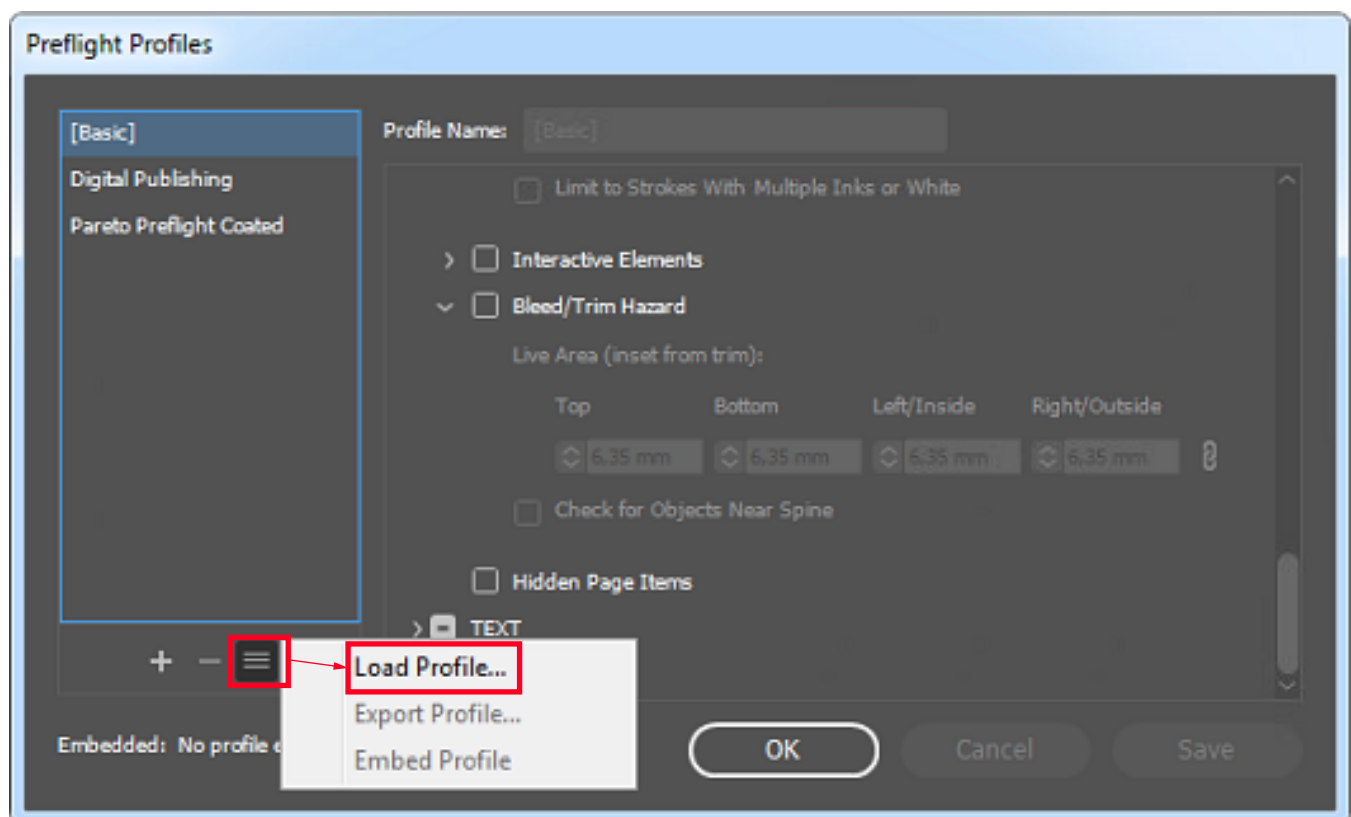 Preflight Profiles
[Basic]
Digital Publishing
Pareto Preflight Coated
Profile Name: [Basic]
Limit to Strokes With Multiple Inks or White
Interactive Elements
Bleed/Trim Hazard
Live Area (inset from trim):
Top Bottom Left/Inside Right/Outside
6,35 mm 6,35 mm 6,35 mm 6,35 mm
Check for Objects Near Spine
Hidden Page Items
TEXT
Load Profile...
Export Profile...
Embed Profile
Embedded: No profile
OK Cancel Save